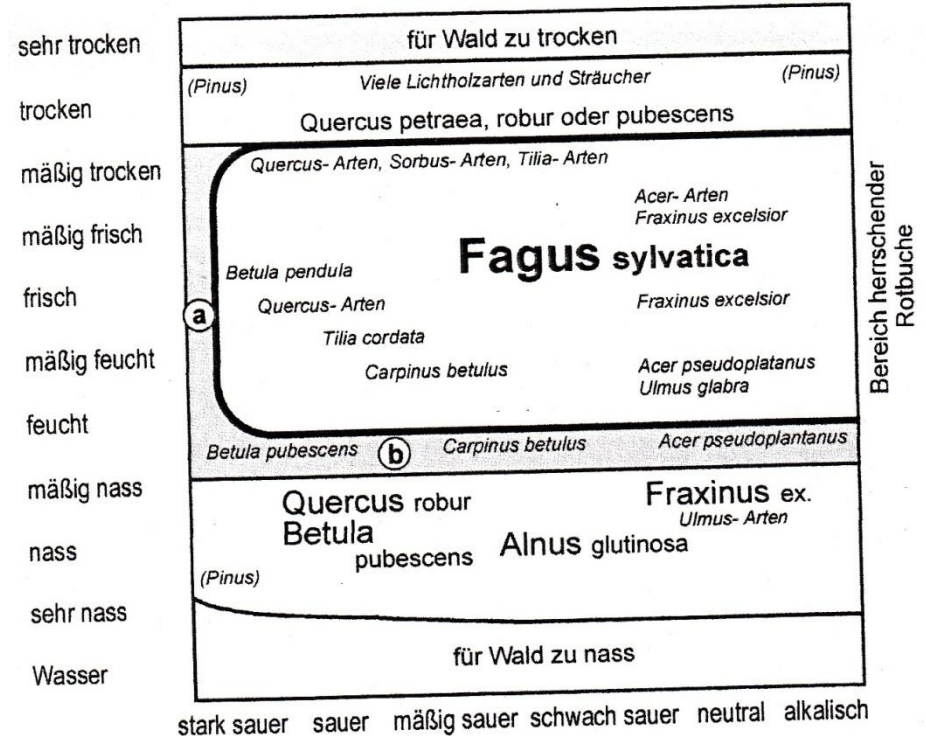 sehr trocken
trocken
mäßig trocken
mäßig frisch
frisch
mäßig feucht
feucht
mäßig nass
nass
sehr nass
Wasser
für Wald zu trocken
(Pinus) Viele Lichtholzarten und Sträucher (Pinus)
Quercus petraea, robur oder pubescens
Quercus- Arten, Sorbus- Arten, Tilia- Arten
Acer- Arten
Fraxinus excelsior
Fagus sylvatica
Betula pendula
Quercus- Arten
Fraxinus excelsior
a
Tilia cordata
Carpinus betulus
Acer pseudoplatanus
Ulmus glabra
Betula pubescens b Carpinus betulus Acer pseudoplantanus
Quercus robur
Betula
pubescens
Alnus glutinosa
Fraxinus ex.
Ulmus- Arten
(Pinus)
für Wald zu nass
stark sauer sauer mäßig sauer schwach sauer neutral alkalisch
Bereich herrschender
Rotbuche